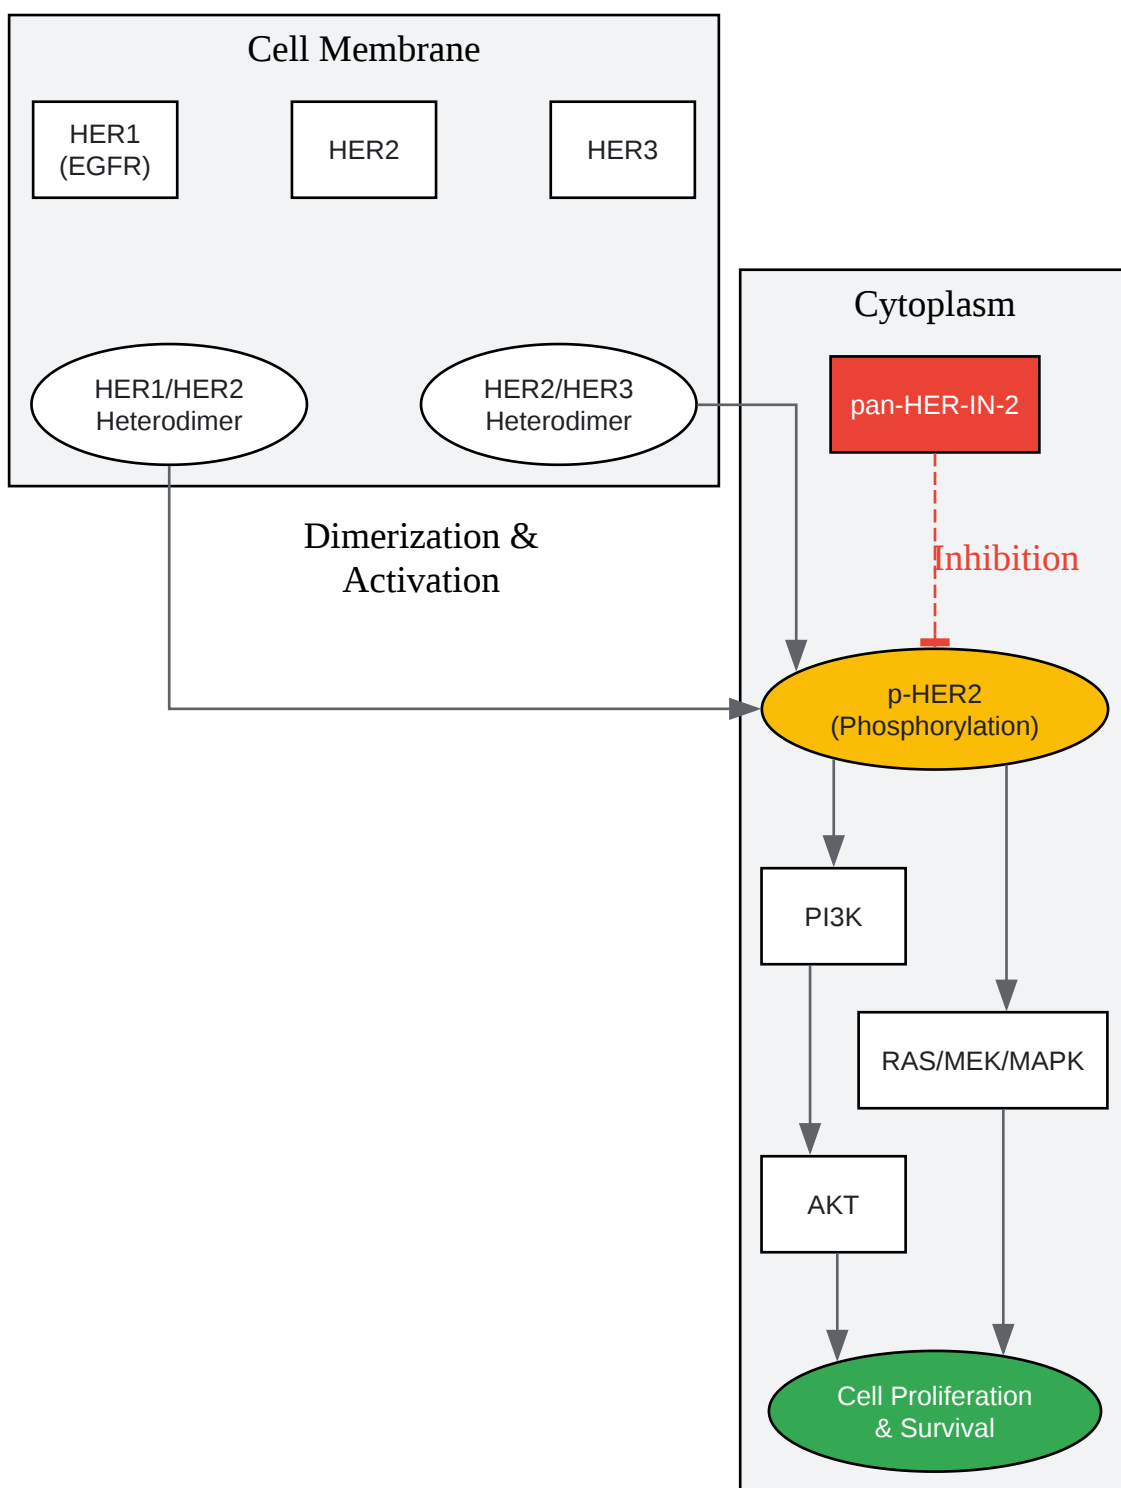 Cell Membrane
HER1
(EGFR)
HER2
HER3
HER1/HER2
Heterodimer
HER2/HER3
Heterodimer
Dimerization &
Activation
Cytoplasm
pan-HER-IN-2
Inhibition
p-HER2
(Phosphorylation)
PI3K
RAS/MEK/MAPK
AKT
Cell Proliferation
& Survival